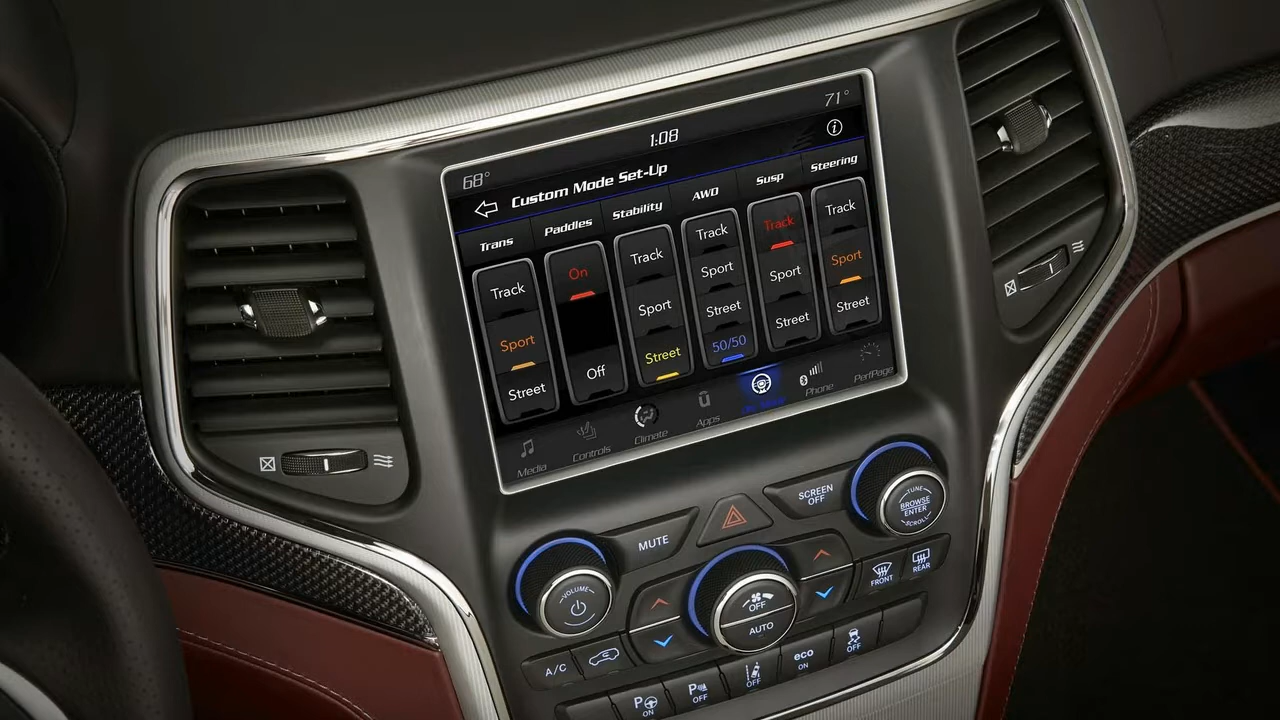 68°
1:08
71°
Custom Mode Set-Up
Trans
Paddles
Stability
AWD
Susp
Steering
Track
Sport
Street
On
Off
Track
Sport
Street
Track
Sport
Street
50/50
Track
Sport
Street
Track
Sport
Street
Media
Controls
Climate
Apps
Phone
PerfPage
MUTE
SCREEN
OFF
TUNE
BROWSE
ENTER
SCROLL
VOLUME
OFF
AUTO
FRONT
REAR
A/C
P
ON
P
OFF
OFF
eco
ON
OFF